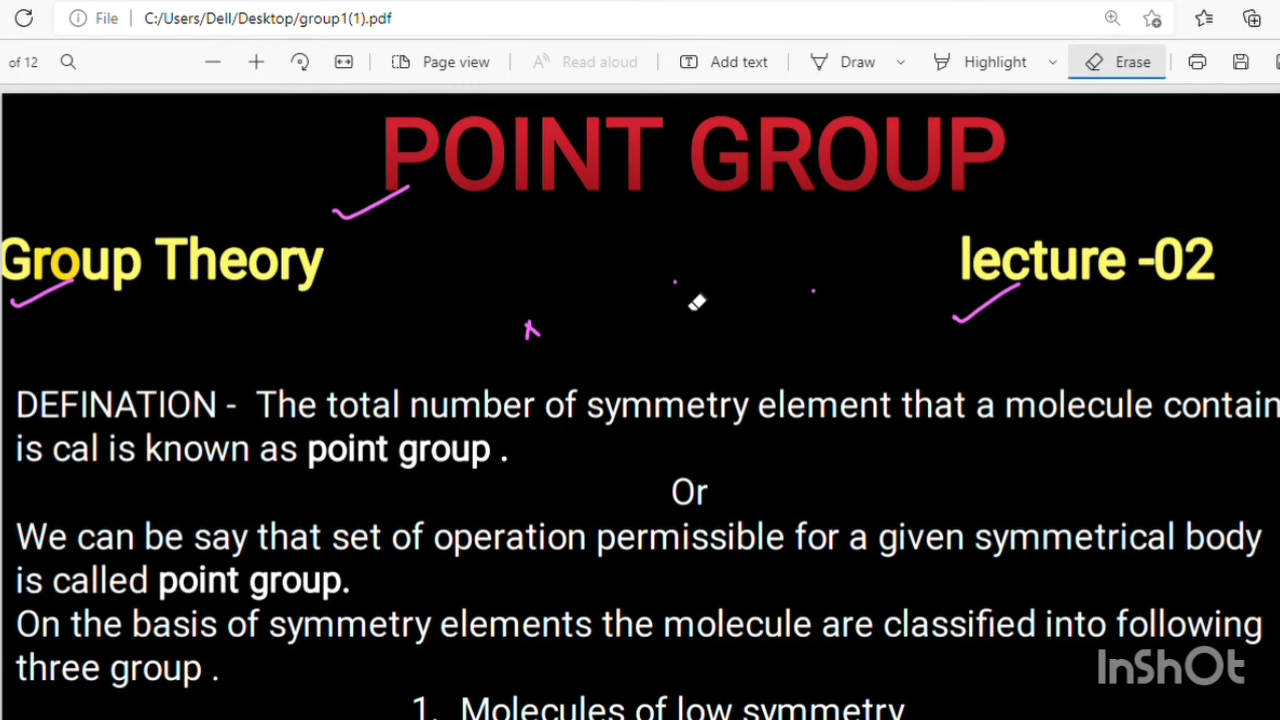 File C:/Users/Dell/Desktop/group1(1).pdf
of 12 Page view Read aloud Add text Draw Highlight Erase
POINT GROUP
Group Theory lecture -02
DEFINATION - The total number of symmetry element that a molecule contain
is cal is known as point group .
Or
We can be say that set of operation permissible for a given symmetrical body
is called point group.
On the basis of symmetry elements the molecule are classified into following
three group .
InShOt
1. Molecules of low symmetry